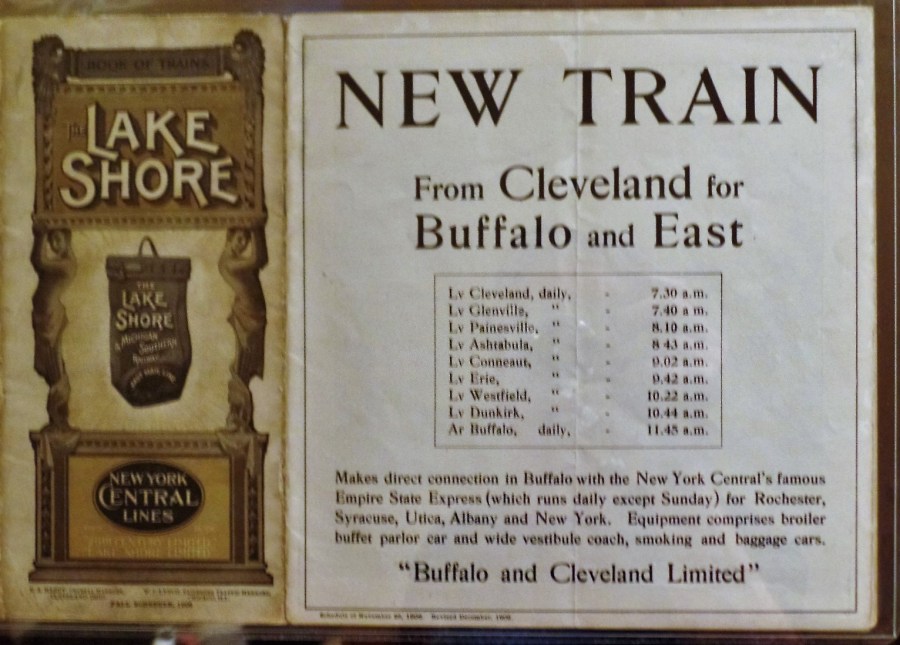 BOOK OF TRAINS
The
LAKE
SHORE
THE
LAKE
SHORE
& MICHIGAN
SOUTHERN
RAILWAY
NEW YORK
CENTRAL
LINES
NEW TRAIN
From Cleveland for
Buffalo and East
Lv Cleveland, daily, - 7.30 a.m.
Lv Glenville, " - 7.40 a.m.
Lv Painesville, " - 8.10 a.m.
Lv Ashtabula, " - 8 43 a.m.
Lv Conneaut, " - 9.02 a.m.
Lv Erie, " - 9.42 a.m.
Lv Westfield, " - 10.22 a.m.
Lv Dunkirk, " - 10.44 a.m.
Ar Buffalo, daily, - 11.45 a.m.
Makes direct connection in Buffalo with the New York Central's famous
Empire State Express (which runs daily except Sunday) for Rochester,
Syracuse, Utica, Albany and New York. Equipment comprises broiler
buffet parlor car and wide vestibule coach, smoking and baggage cars.
"Buffalo and Cleveland Limited"